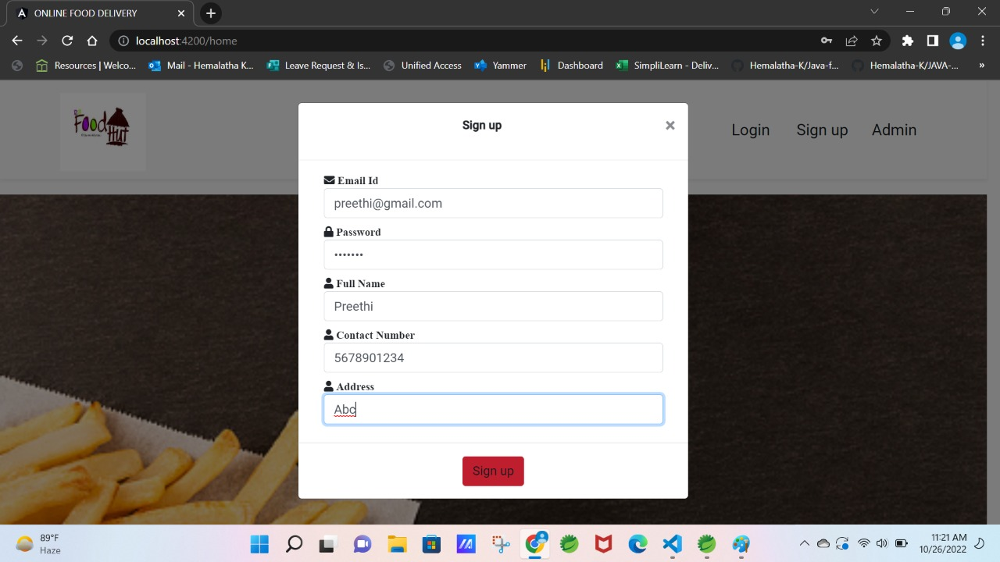 ONLINE FOOD DELIVERY
localhost:4200/home
Resources | Welco...
Mail - Hemalatha K...
Leave Request & Is...
Unified Access
Yammer
Dashboard
SimpliLearn - Deliv...
Hemalatha-K/Java-f...
Hemalatha-K/JAVA-...
»
Food
Hut
Login
Sign up
Admin
Sign up
×
Email Id
preethi@gmail.com
Password
•••••••
Full Name
Preethi
Contact Number
5678901234
Address
Abc
Sign up
89°F
Haze
11:21 AM
10/26/2022